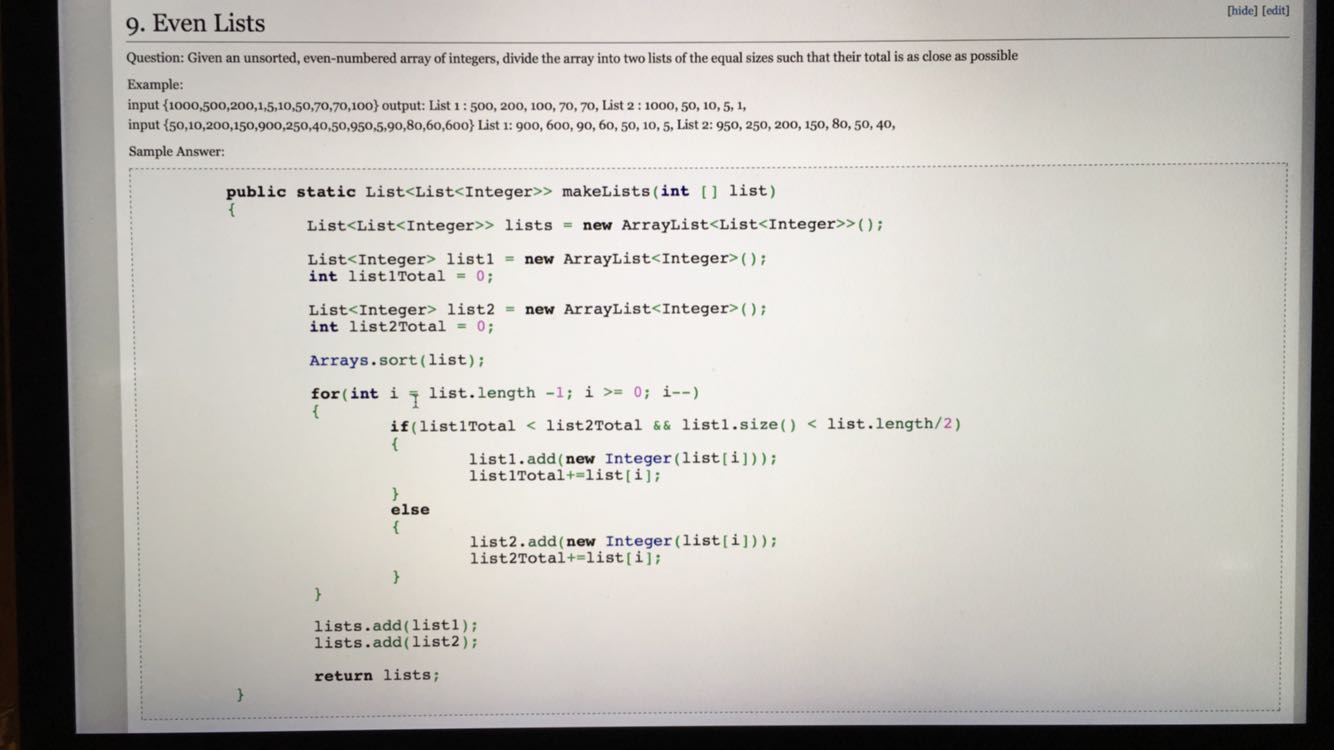 [hide] [edit]
9. Even Lists
Question: Given an unsorted, even-numbered array of integers, divide the array into two lists of the equal sizes such that their total is as close as possible
Example:
input {1000,500,200,1,5,10,50,70,70,100} output: List 1 : 500, 200, 100, 70, 70, List 2 : 1000, 50, 10, 5, 1,
input {50,10,200,150,900,250,40,50,950,5,90,80,60,600} List 1: 900, 600, 90, 60, 50, 10, 5, List 2: 950, 250, 200, 150, 80, 50, 40,
Sample Answer:
public static List<List<Integer>> makeLists(int [] list)
{
List<List<Integer>> lists = new ArrayList<List<Integer>>();
List<Integer> list1 = new ArrayList<Integer>();
int list1Total = 0;
List<Integer> list2 = new ArrayList<Integer>();
int list2Total = 0;
Arrays.sort(list);
for(int i = list.length -1; i >= 0; i--)
{
if(list1Total < list2Total && list1.size() < list.length/2)
{
list1.add(new Integer(list[i]));
list1Total+=list[i];
}
else
{
list2.add(new Integer(list[i]));
list2Total+=list[i];
}
}
lists.add(list1);
lists.add(list2);
return lists;
}